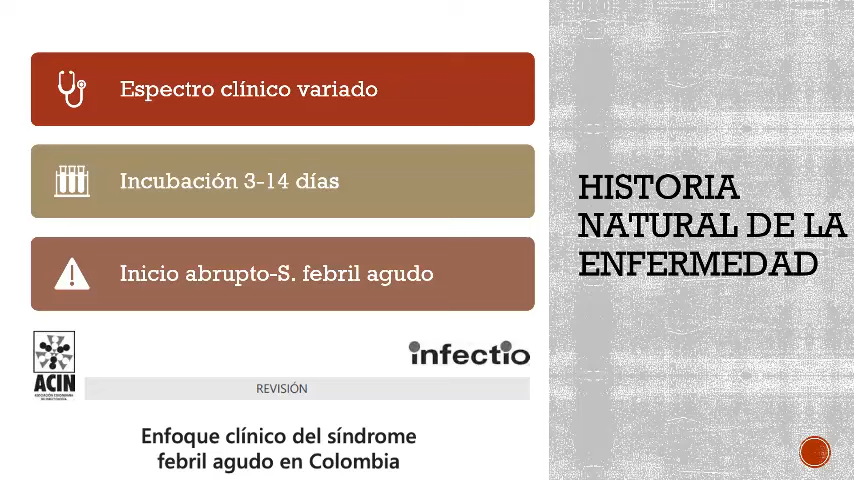 Espectro clínico variado
Incubación 3-14 días
Inicio abrupto-S. febril agudo
HISTORIA
NATURAL DE LA
ENFERMEDAD
ACIN
infectio
REVISIÓN
Enfoque clínico del síndrome
febril agudo en Colombia